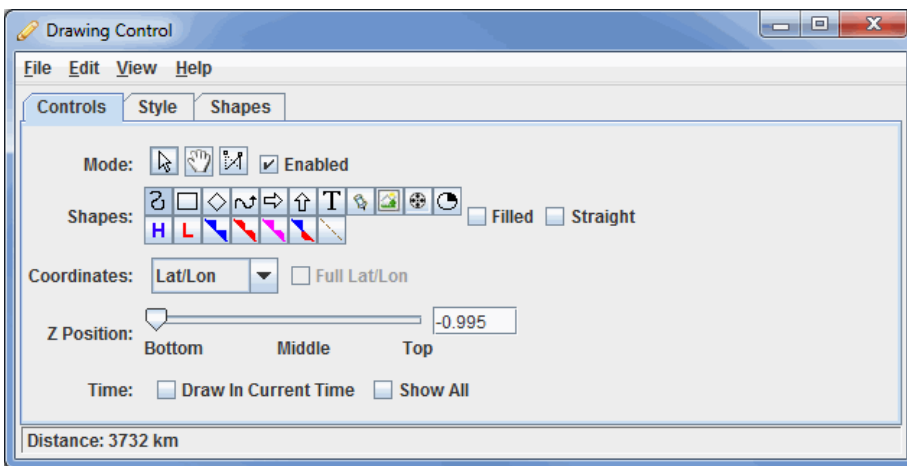 Drawing Control
File Edit View Help
Controls Style Shapes
Mode: Enabled
Shapes: T Filled Straight
H L
Coordinates: Lat/Lon Full Lat/Lon
Z Position: -0.995
Bottom Middle Top
Time: Draw In Current Time Show All
Distance: 3732 km